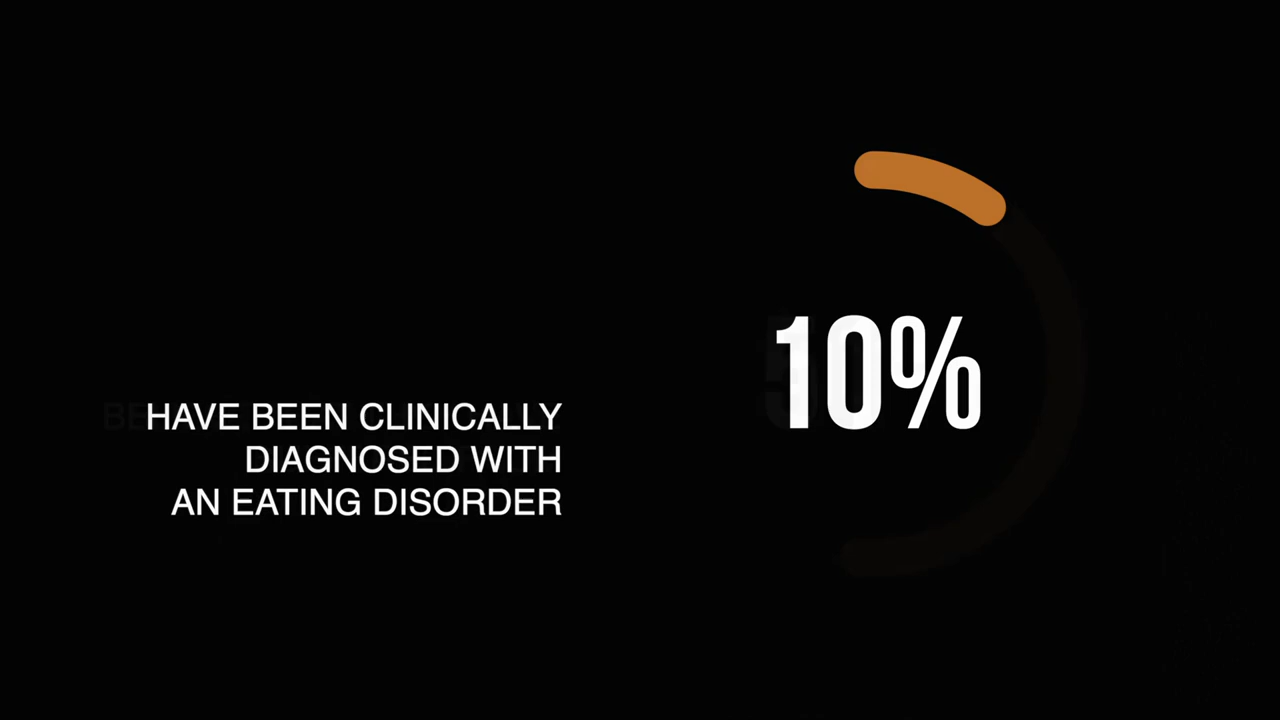 HAVE BEEN CLINICALLY
DIAGNOSED WITH
AN EATING DISORDER
10%